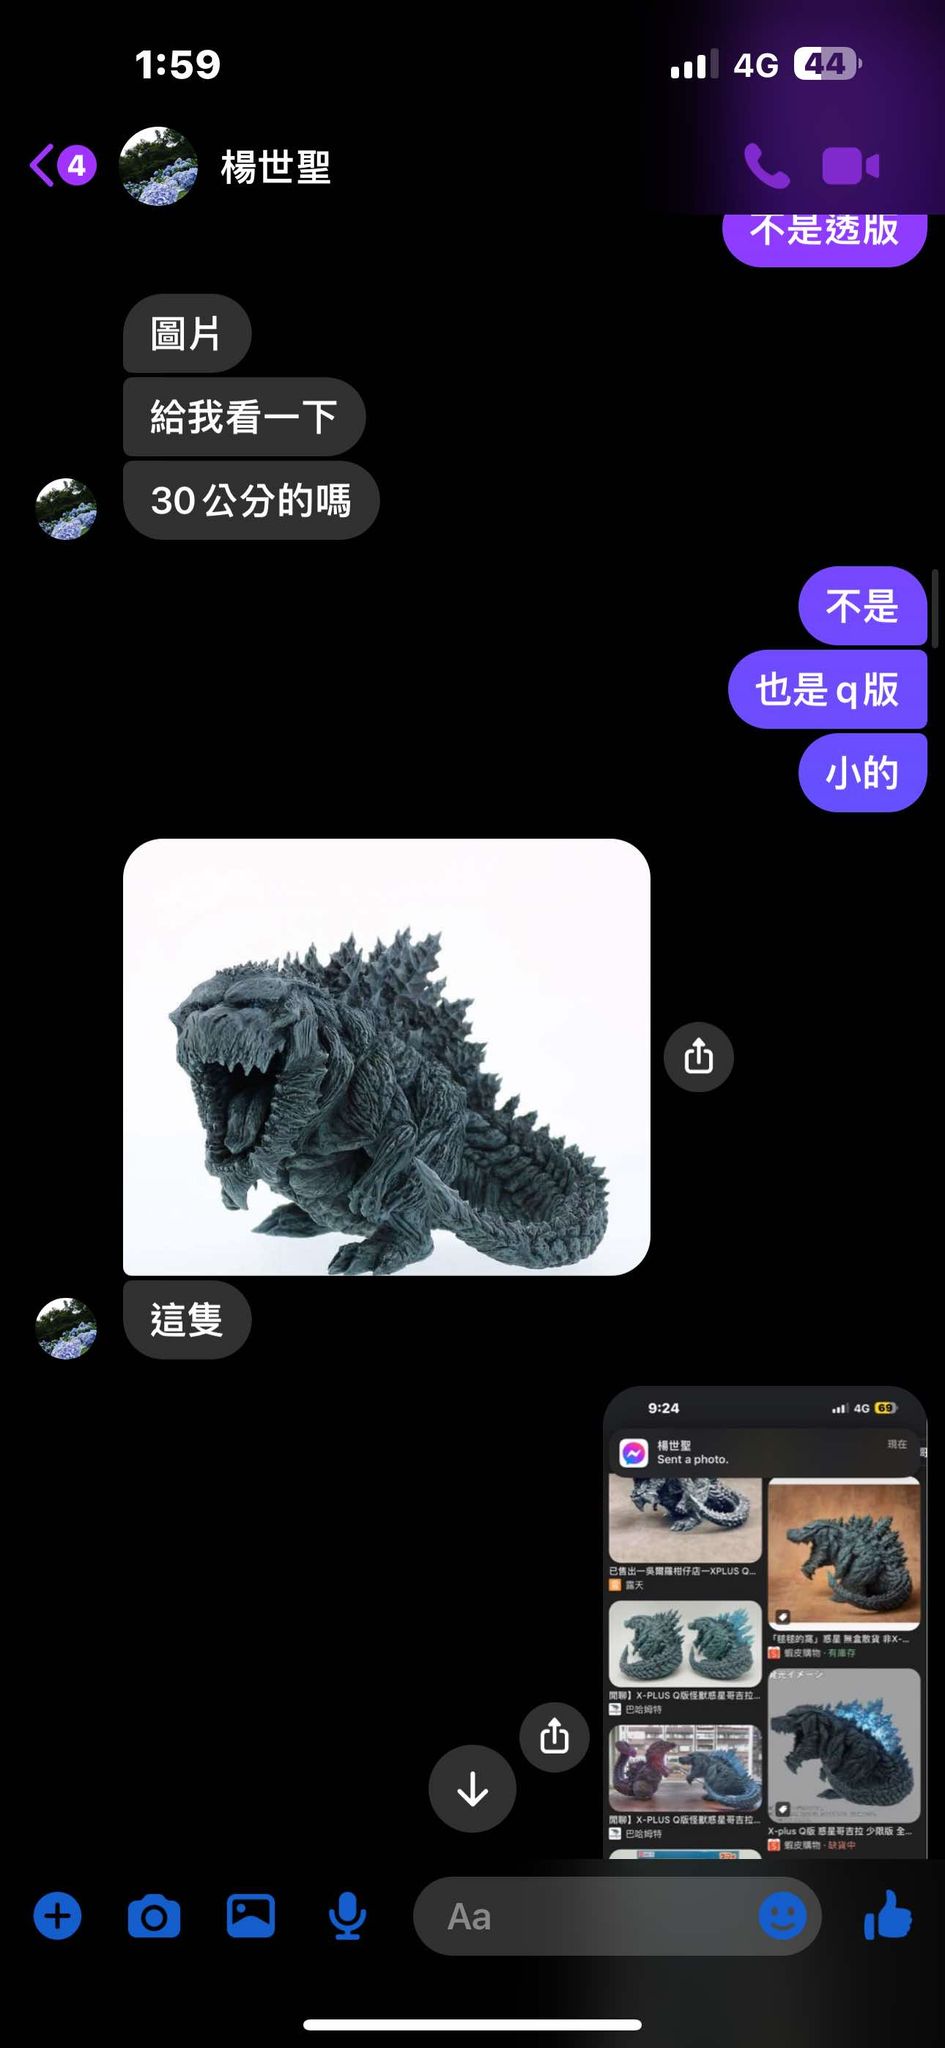 1:59
4G
44
4
楊世聖
不是透版
圖片
給我看一下
30公分的嗎
不是
也是q版
小的
這隻
9:24
4G
69
楊世聖
現在
Sent a photo.
已售出—吳爾羅柑仔店—XPLUS Q...
露天
「毬毬的窩」惑星 無盒散貨 非X-...
蝦皮購物·有庫存
閒聊】X-PLUS Q版怪獸惑星哥吉拉...
巴哈姆特
閒聊】X-PLUS Q版怪獸惑星哥吉拉...
巴哈姆特
X-plus Q版 惑星哥吉拉 少限版 全...
蝦皮購物·缺貨中
Aa